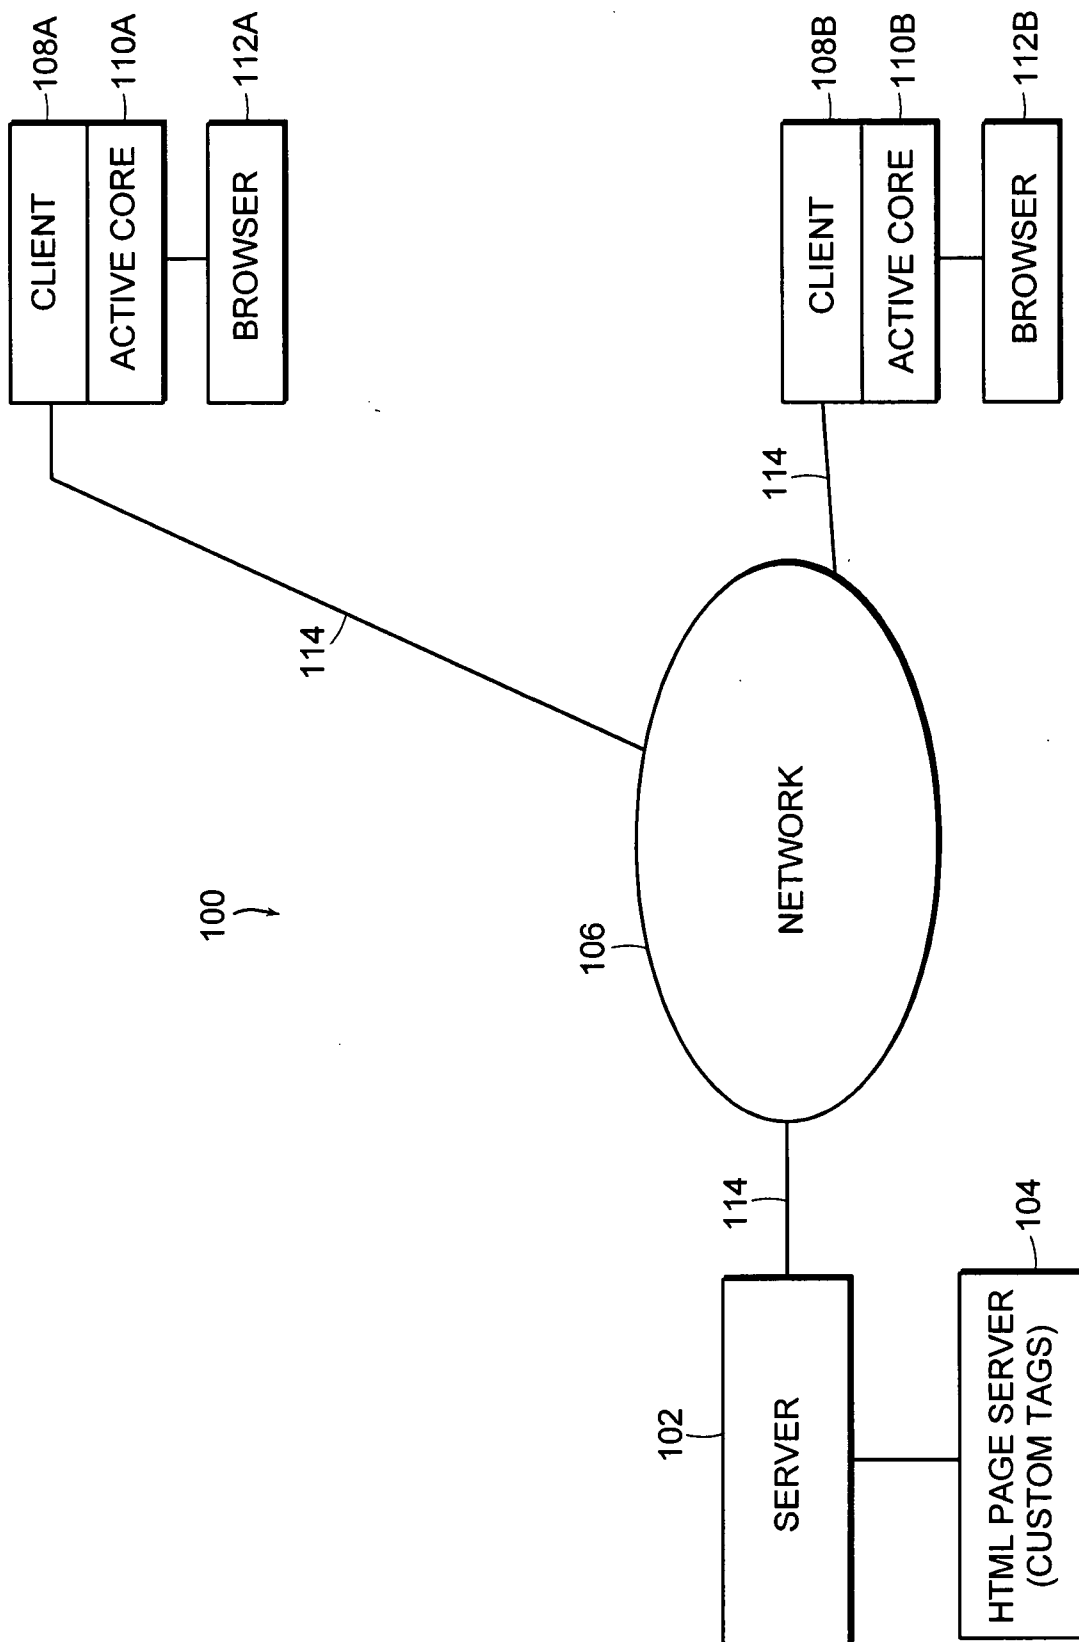 100
102
SERVER
HTML PAGE SERVER
(CUSTOM TAGS)
104
114
106
NETWORK
114
114
CLIENT
108A
ACTIVE CORE
110A
BROWSER
112A
CLIENT
108B
ACTIVE CORE
110B
BROWSER
112B